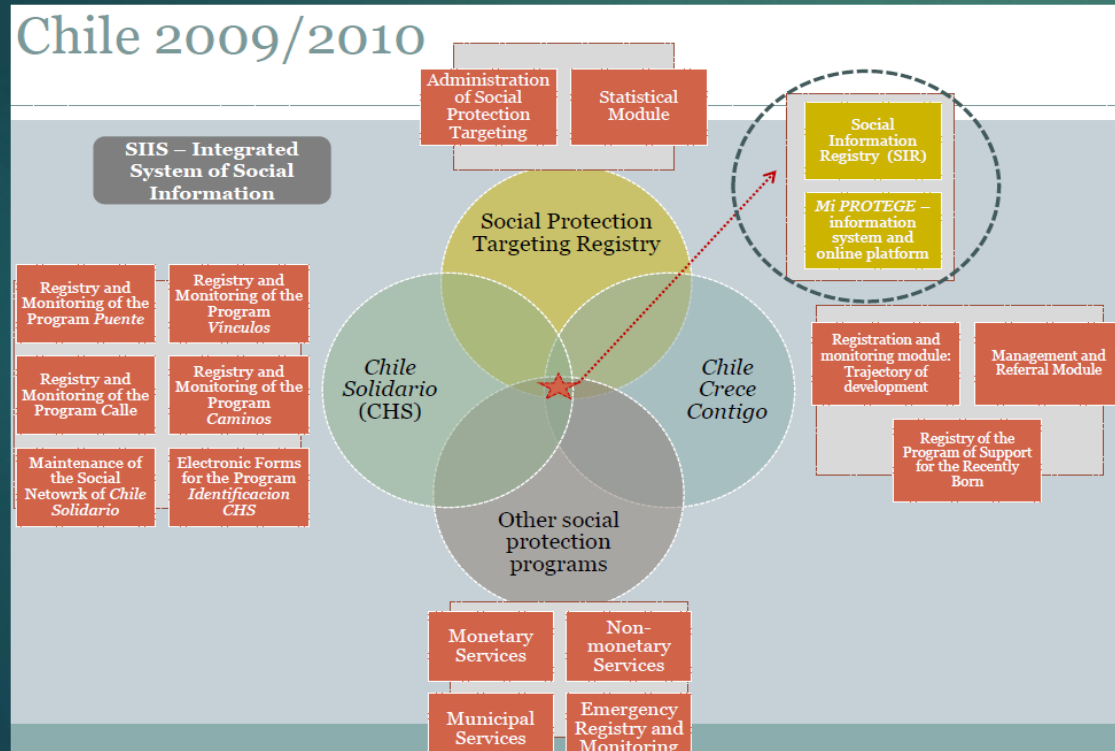 Chile 2009/2010
SIIS – Integrated
System of Social
Information
Administration
of Social
Protection
Targeting
Statistical
Module
Social
Information
Registry (SIR)
Mi PROTEGE –
information
system and
online platform
Social Protection
Targeting Registry
Chile
Solidario
(CHS)
Chile
Crece
Contigo
Other social
protection
programs
Registry and
Monitoring of the
Program Puente
Registry and
Monitoring of the
Program
Vínculos
Registry and
Monitoring of
the Program Calle
Registry and
Monitoring of the
Program
Caminos
Maintenance of
the Social
Netowrk of Chile
Solidario
Electronic Forms
for the Program
Identificacion
CHS
Registration and
monitoring module:
Trajectory of
development
Management and
Referral Module
Registry of the
Program of Support
for the Recently
Born
Monetary
Services
Non-
monetary
Services
Municipal
Services
Emergency
Registry and
Monitoring